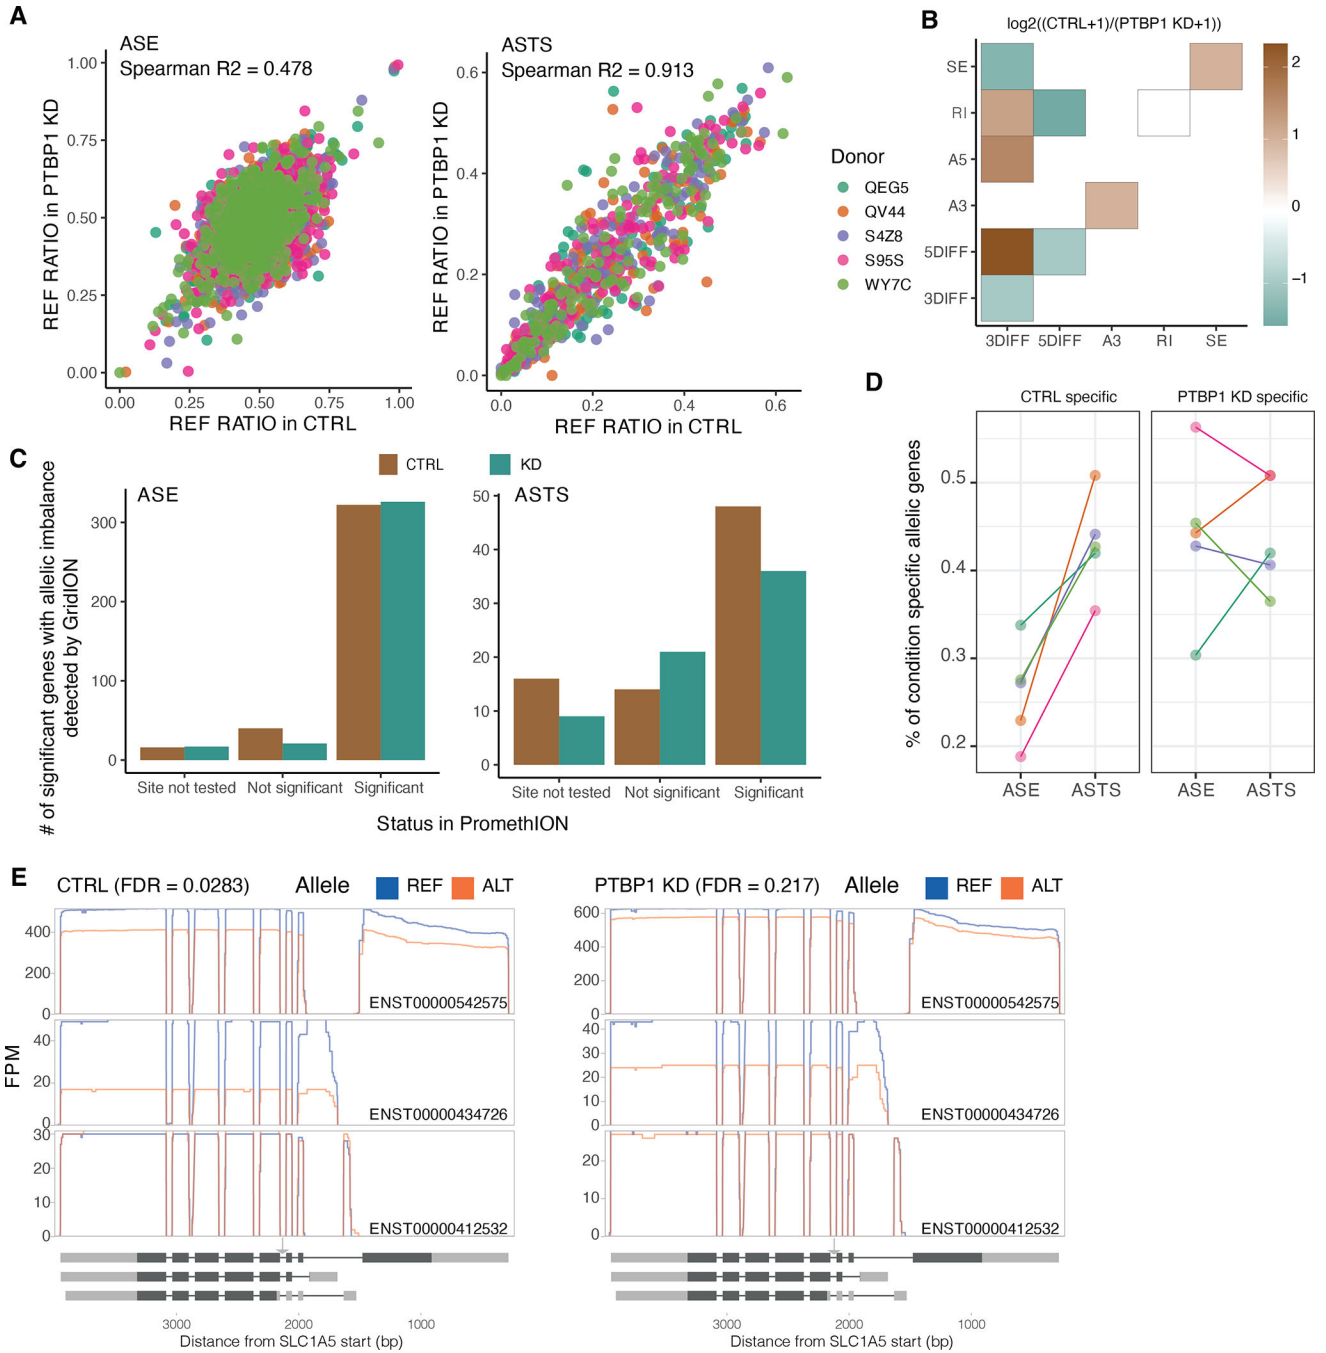 A
ASE
Spearman R2 = 0.478
REF RATIO in PTBP1 KD
1.00
0.75
0.50
0.25
0.00
0.00
0.25
0.50
0.75
1.00
REF RATIO in CTRL
ASTS
Spearman R2 = 0.913
REF RATIO in PTBP1 KD
0.6
0.4
0.2
0.0
0.0
0.2
0.4
0.6
REF RATIO in CTRL
Donor
QEG5
QV44
S4Z8
S95S
WY7C
B
log2((CTRL+1)/(PTBP1 KD+1))
SE
RI
A5
A3
5DIFF
3DIFF
3DIFF
5DIFF
A3
RI
SE
2
1
0
−1
C
CTRL
KD
# of significant genes with allelic imbalance
detected by GridION
ASE
300
200
100
0
Site not tested
Not significant
Significant
ASTS
50
40
30
20
10
0
Site not tested
Not significant
Significant
Status in PromethION
D
CTRL specific
PTBP1 KD specific
% of condition specific allelic genes
0.5
0.4
0.3
0.2
ASE
ASTS
ASE
ASTS
E
CTRL (FDR = 0.0283)
Allele
REF
ALT
FPM
400
200
0
ENST00000542575
40
20
0
ENST00000434726
30
20
10
0
ENST00000412532
3000
2000
1000
Distance from SLC1A5 start (bp)
PTBP1 KD (FDR = 0.217)
Allele
REF
ALT
600
400
200
0
ENST00000542575
40
30
20
10
0
ENST00000434726
20
10
0
ENST00000412532
3000
2000
1000
Distance from SLC1A5 start (bp)